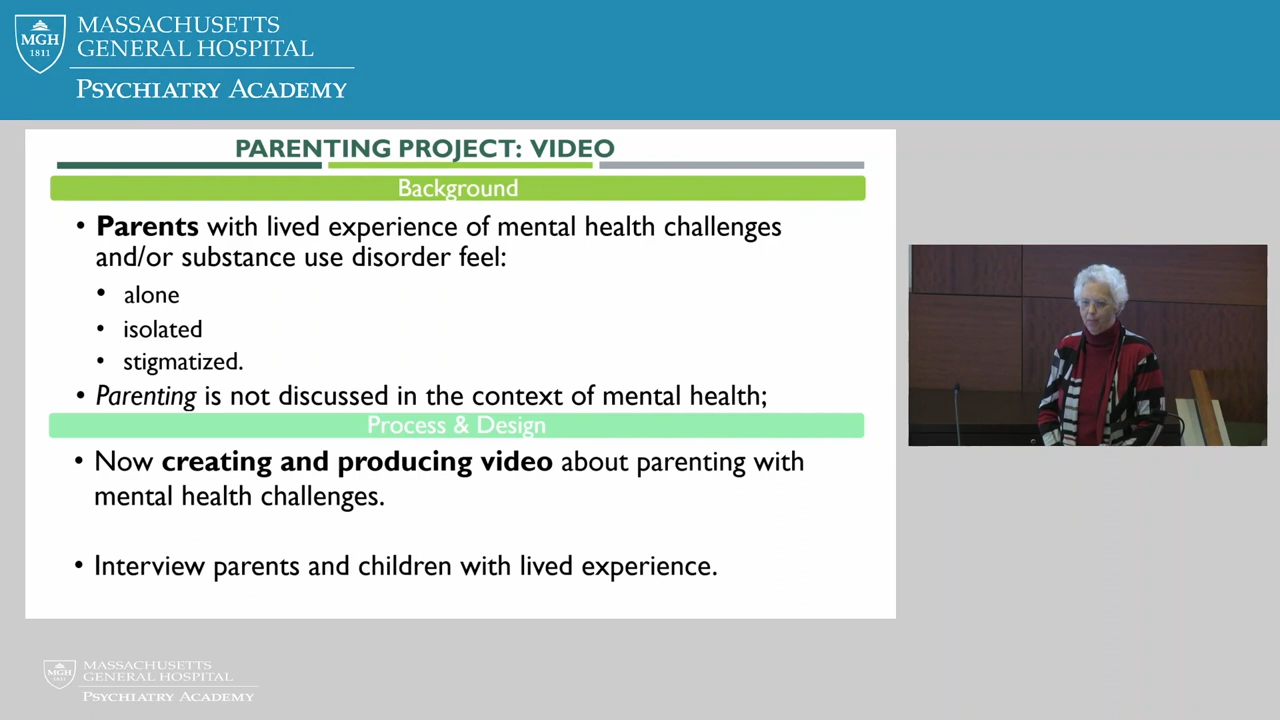 MASSACHUSETTS
GENERAL HOSPITAL
PSYCHIATRY ACADEMY
MGH
1811
PARENTING PROJECT: VIDEO
Background
• Parents with lived experience of mental health challenges
and/or substance use disorder feel:
• alone
• isolated
• stigmatized.
• Parenting is not discussed in the context of mental health;
Process & Design
• Now creating and producing video about parenting with
mental health challenges.
• Interview parents and children with lived experience.
MGH
1811
MASSACHUSETTS
GENERAL HOSPITAL
PSYCHIATRY ACADEMY